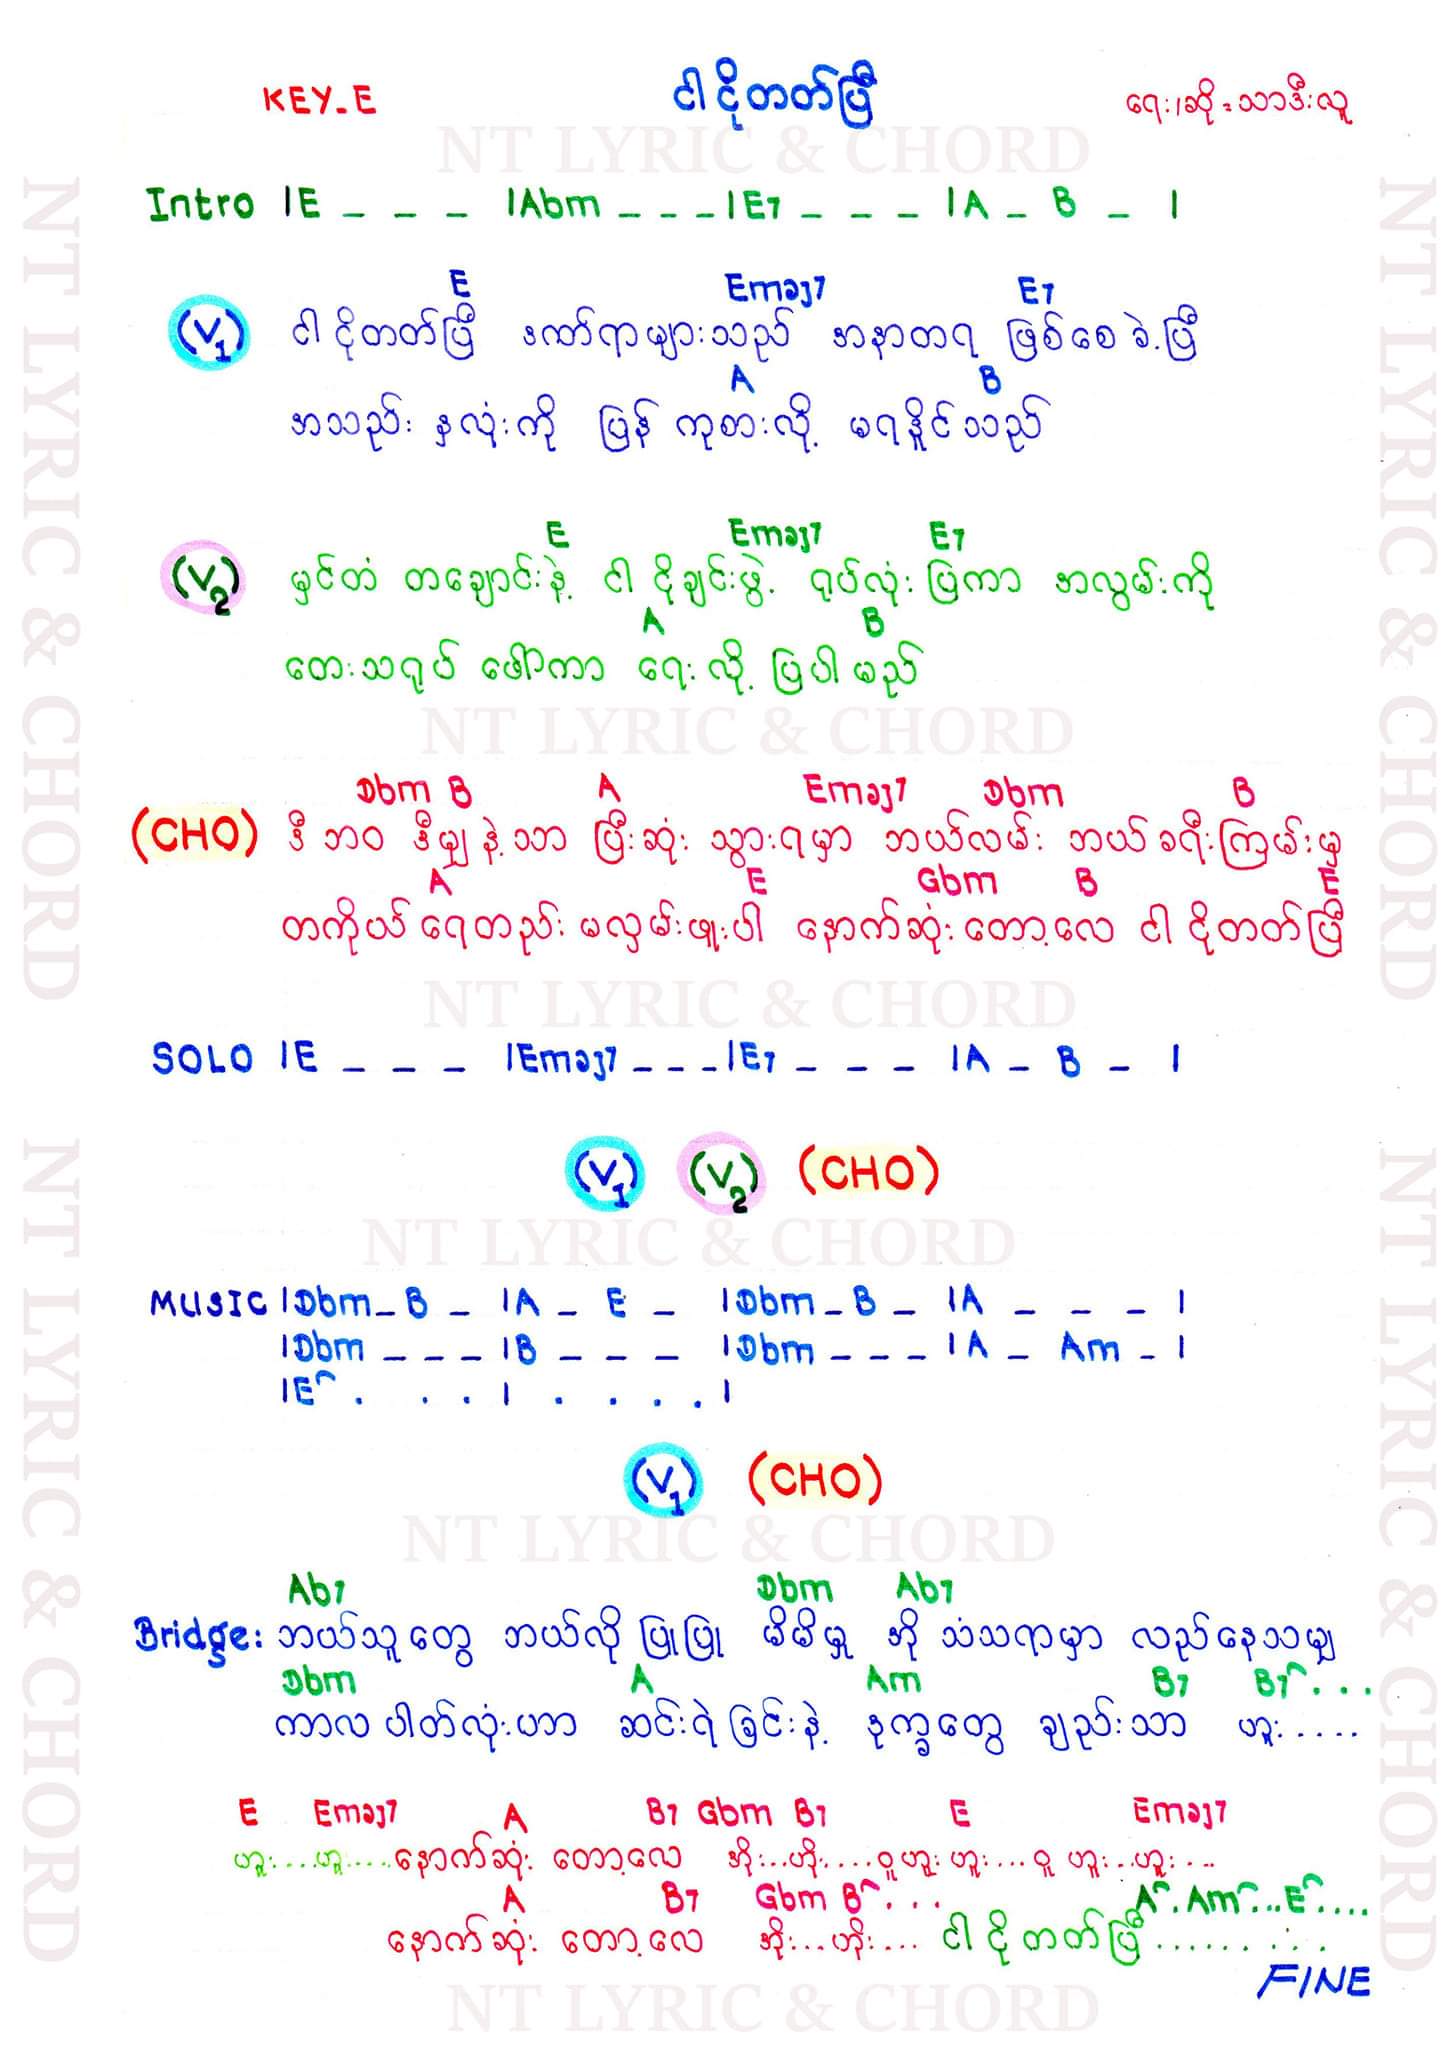 KEY_E ငါငိုတတ်ပြီ ရေး/ဆို = သာဒီးလူ
NT LYRIC & CHORD
Intro |E _ _ _ |Abm _ _ _ |E7 _ _ _ |A _ B _ |
E Emaj7 E7
(V1) ငါငိုတတ်ပြီ ဒဏ်ရာများသည် အနာတရ ဖြစ်စေခဲ့ပြီ
A B
အသည်း နှလုံးကို ပြန် ကုစားလို့ မရနိုင်သည်
E Emaj7 E7
(V2) မှင်တံ တချောင်းနဲ့ ငါ ငိုချင်းဖွဲ့ ရုပ်လုံး ပြကာ အလွမ်းကို
A B
တေးသရုပ် ဖေါ်ကာ ရေးလို့ ပြပါမည်
NT LYRIC & CHORD
Dbm B A Emaj7 Dbm B
(CHO) ဒီဘဝ ဒီမျှနဲ့သာ ပြီးဆုံး သွားရမှာ ဘယ်လမ်း ဘယ်ခရီးကြမ်းမှ
A E Gbm B E
တကိုယ်ရေတည်း မလွမ်းဖူးပါ နောက်ဆုံးတော့လေ ငါ ငိုတတ်ပြီ
NT LYRIC & CHORD
SOLO |E _ _ _ |Emaj7 _ _ _ |E7 _ _ _ |A _ B _ |
(V1) (V2) (CHO)
NT LYRIC & CHORD
MUSIC |Dbm _ B _ |A _ E _ |Dbm _ B _ |A _ _ _ |
|Dbm _ _ _ |B _ _ _ |Dbm _ _ _ |A _ Am _ |
|E . . . | . . . . |
(V1) (CHO)
NT LYRIC & CHORD
Ab7 Dbm Ab7
Bridge: ဘယ်သူတွေ ဘယ်လိုပြုပြု မိမိမှု အို သံသရာမှာ လည်နေသမျှ
Dbm A Am B7 B7 . . .
ကာလပါတ်လုံးဟာ ဆင်းရဲခြင်းနဲ့ ဒုက္ခတွေ ချည်းသာ ဟူး....
E Emaj7 A B7 Gbm B7 E Emaj7
ဟူး....ဟူး....နောက်ဆုံး တော့လေ အိုး...ဟိုး....ဝူဟူး ဟူး....ဝူ ဟူး...ဟူး...
A B7 Gbm B . . . A . Am ... E ....
နောက်ဆုံး တော့လေ အိုး...ဟိုး.... ငါငိုတတ်ပြီ.........
FINE
NT LYRIC & CHORD
NT LYRIC & CHORD
NT LYRIC & CHORD
NT LYRIC & CHORD
NT LYRIC & CHORD